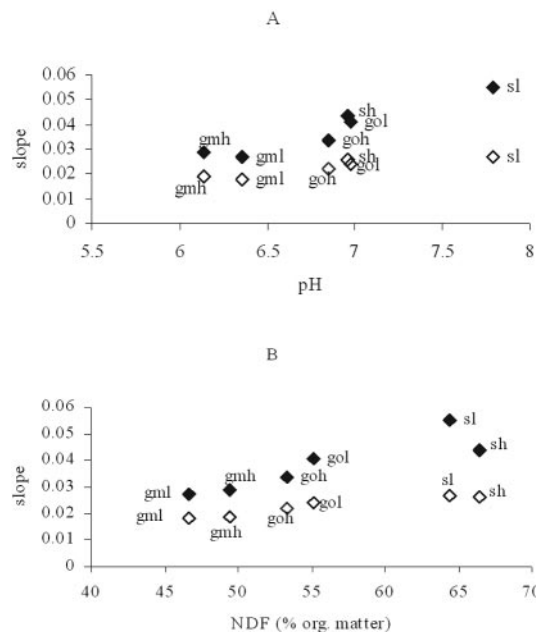 A
0.06
0.05
0.04
0.03
0.02
0.01
0
slope
gmh
gml
sh
gol
goh
sl
gmh
gml
goh
sh
gol
sl
5.5 6 6.5 7 7.5 8
pH
B
0.06
0.05
0.04
0.03
0.02
0.01
0
slope
gml
gmh
goh
gol
sl
sh
gml
gmh
goh
gol
sl
sh
40 45 50 55 60 65 70
NDF (% org. matter)